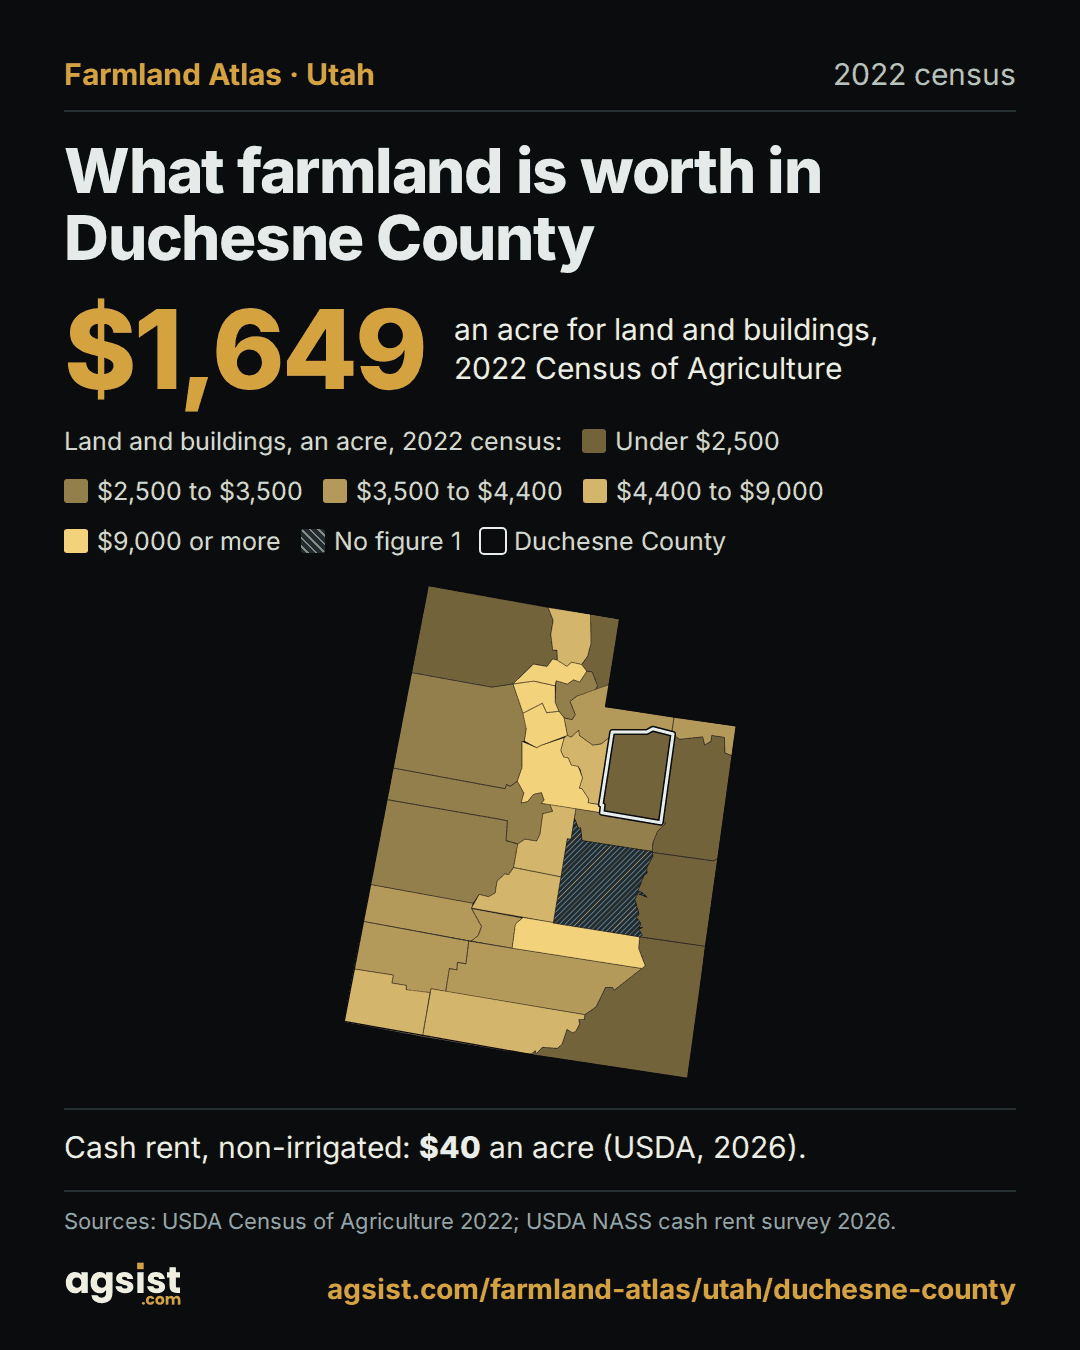 Farmland Atlas · Utah
2022 census
What farmland is worth in
Duchesne County
$1,649
an acre for land and buildings,
2022 Census of Agriculture
Land and buildings, an acre, 2022 census: Under $2,500
$2,500 to $3,500 $3,500 to $4,400 $4,400 to $9,000
$9,000 or more No figure 1 Duchesne County
Cash rent, non-irrigated: $40 an acre (USDA, 2026).
Sources: USDA Census of Agriculture 2022; USDA NASS cash rent survey 2026.
agsist
.com
agsist.com/farmland-atlas/utah/duchesne-county